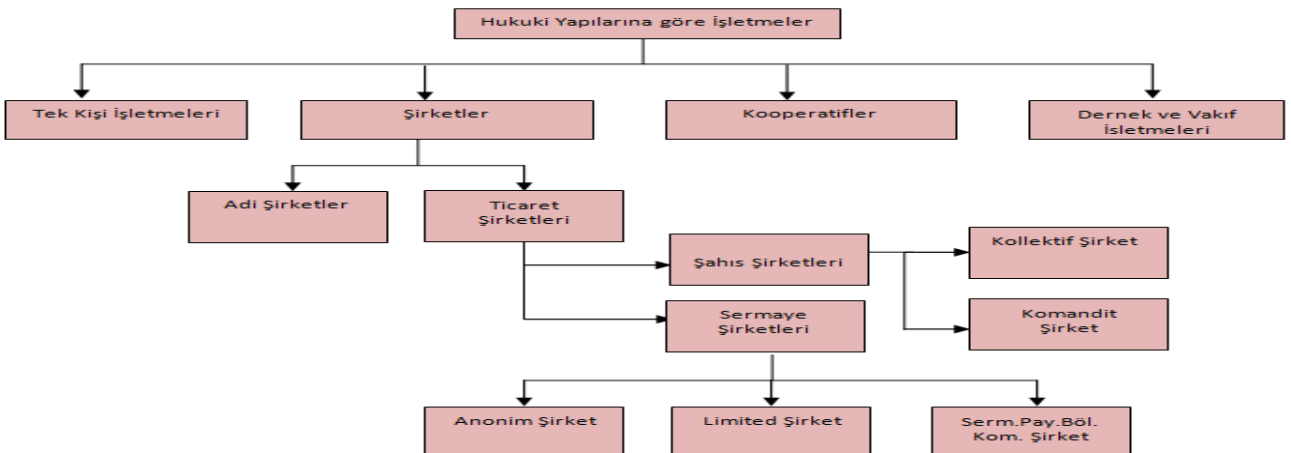 Hukuki Yapılarına göre İşletmeler
Tek Kişi İşletmeleri
Şirketler
Kooperatifler
Dernek ve Vakıf
İsletmeleri
Adi Şirketler
Ticaret
Şirketleri
Şahıs Şirketleri
Kollektif Şirket
Sermaye
Şirketleri
Komandit
Şirket
Anonim Şirket
Limited Şirket
Serm.Pay.Böl.
Kom. Şirket